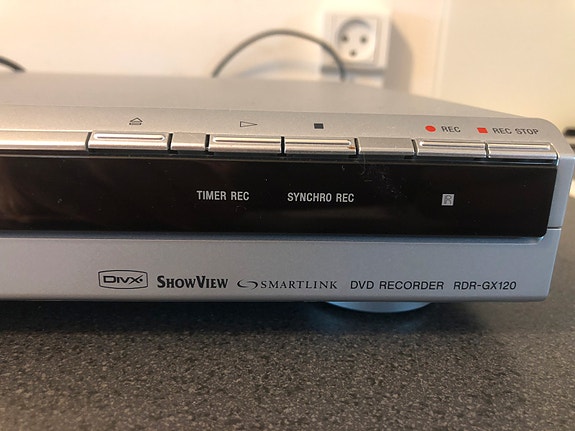 REC REC STOP
TIMER REC SYNCHRO REC R
DIVX SHOWVIEW SMARTLINK DVD RECORDER RDR-GX120